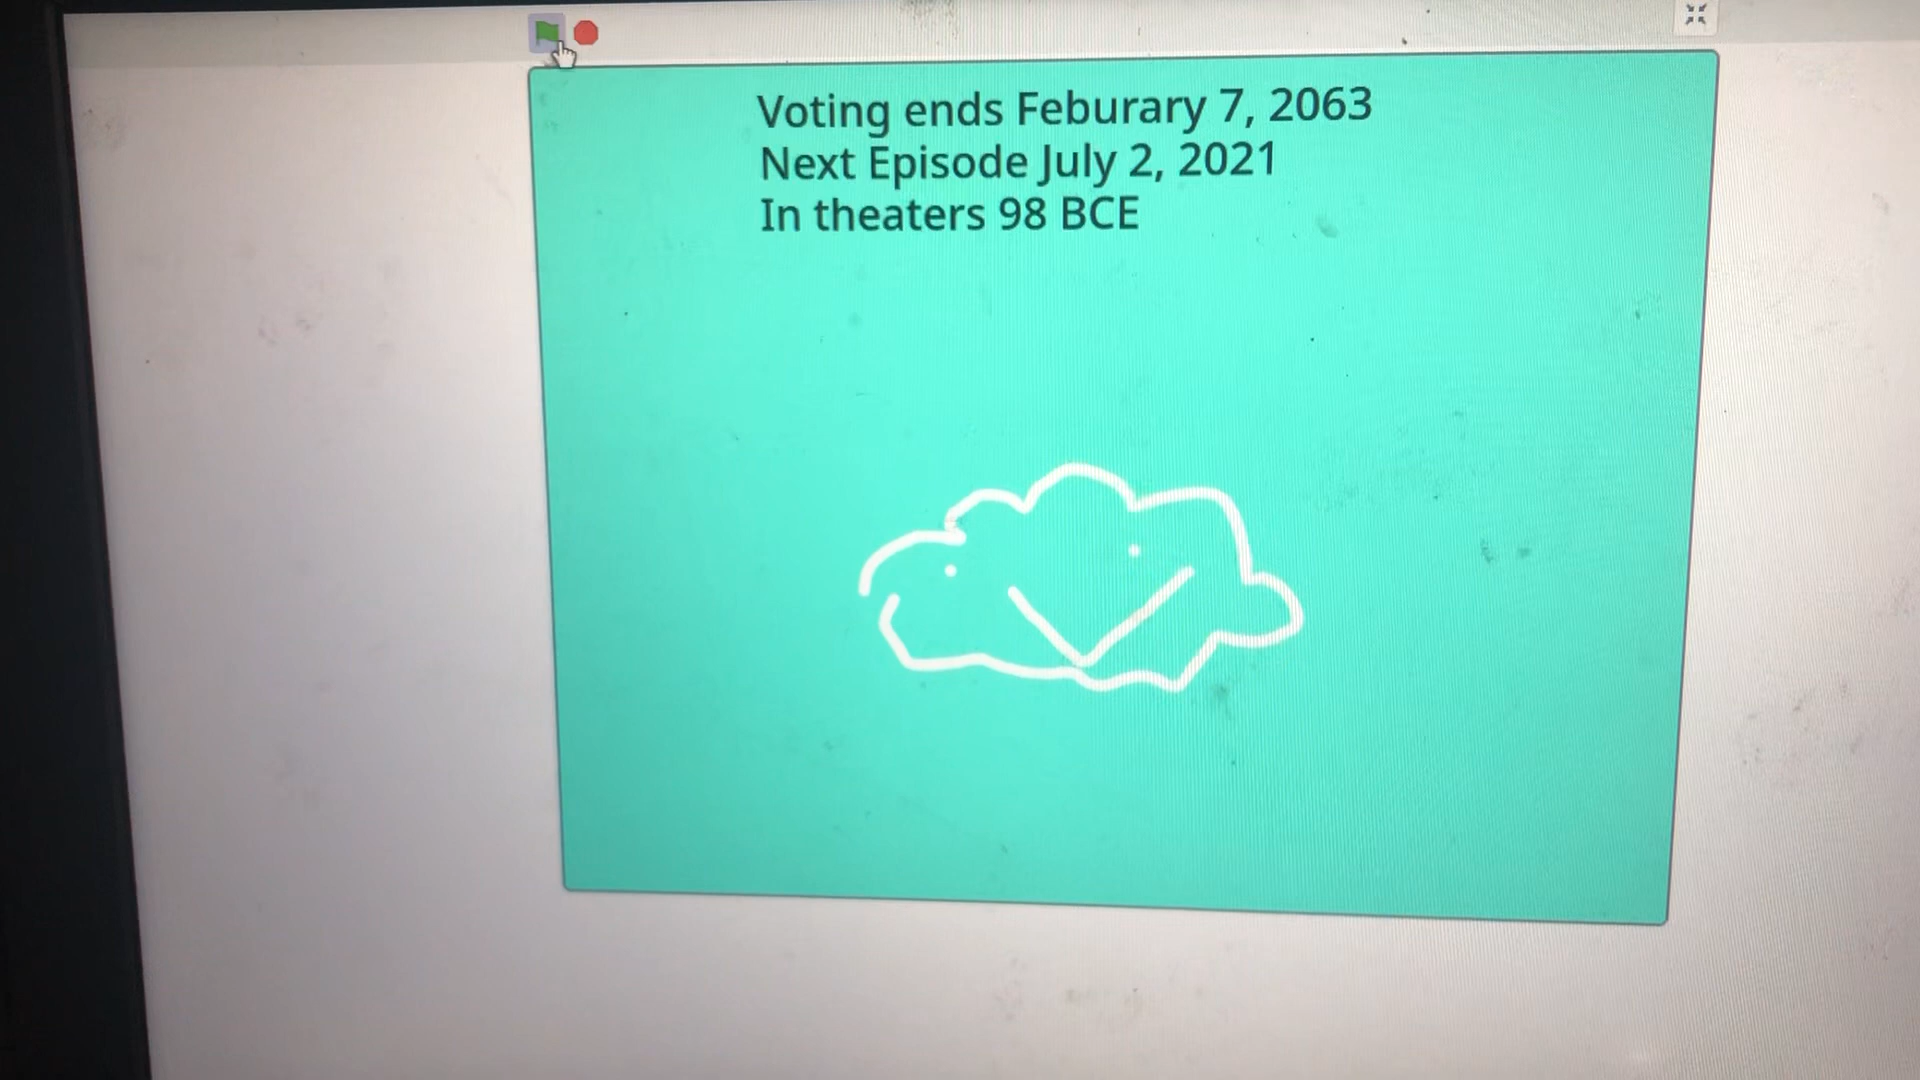 Voting ends Feburary 7, 2063
Next Episode July 2, 2021
In theaters 98 BCE